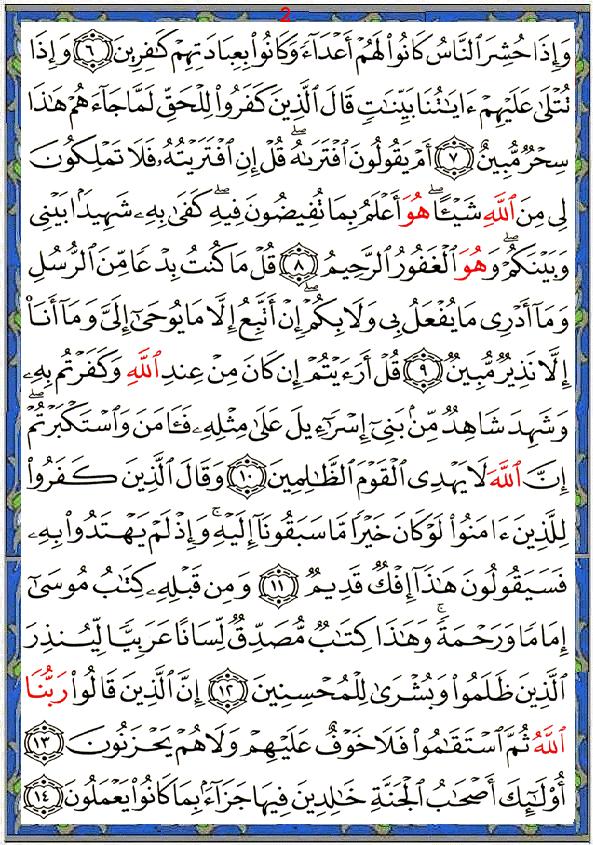 2
وَإِذَا حُشِرَ ٱلنَّاسُ كَانُوا۟ لَهُمْ أَعْدَآءً وَكَانُوا۟ بِعِبَادَتِهِمْ كَٰفِرِينَ ۝٦ وَإِذَا
تُتْلَىٰ عَلَيْهِمْ ءَايَٰتُنَا بَيِّنَٰتٍ قَالَ ٱلَّذِينَ كَفَرُوا۟ لِلْحَقِّ لَمَّا جَآءَهُمْ هَٰذَا
سِحْرٌ مُّبِينٌ ۝٧ أَمْ يَقُولُونَ ٱفْتَرَىٰهُ ۖ قُلْ إِنِ ٱفْتَرَيْتُهُۥ فَلَا تَمْلِكُونَ
لِى مِنَ ٱللَّهِ شَيْـًٔا ۖ هُوَ أَعْلَمُ بِمَا تُفِيضُونَ فِيهِ ۖ كَفَىٰ بِهِۦ شَهِيدًۢا بَيْنِى
وَبَيْنَكُمْ ۖ وَهُوَ ٱلْغَفُورُ ٱلرَّحِيمُ ۝٨ قُلْ مَا كُنتُ بِدْعًا مِّنَ ٱلرُّسُلِ
وَمَآ أَدْرِى مَا يُفْعَلُ بِى وَلَا بِكُمْ ۖ إِنْ أَتَّبِعُ إِلَّا مَا يُوحَىٰٓ إِلَىَّ وَمَآ أَنَا۠
إِلَّا نَذِيرٌ مُّبِينٌ ۝٩ قُلْ أَرَءَيْتُمْ إِن كَانَ مِنْ عِندِ ٱللَّهِ وَكَفَرْتُم بِهِۦ
وَشَهِدَ شَاهِدٌ مِّنۢ بَنِىٓ إِسْرَٰٓءِيلَ عَلَىٰ مِثْلِهِۦ فَـَٔامَنَ وَٱسْتَكْبَرْتُمْ ۖ
إِنَّ ٱللَّهَ لَا يَهْدِى ٱلْقَوْمَ ٱلظَّٰلِمِينَ ۝١٠ وَقَالَ ٱلَّذِينَ كَفَرُوا۟
لِلَّذِينَ ءَامَنُوا۟ لَوْ كَانَ خَيْرًا مَّا سَبَقُونَآ إِلَيْهِ ۚ وَإِذْ لَمْ يَهْتَدُوا۟ بِهِۦ
فَسَيَقُولُونَ هَٰذَآ إِفْكٌ قَدِيمٌ ۝١١ وَمِن قَبْلِهِۦ كِتَٰبُ مُوسَىٰٓ
إِمَامًا وَرَحْمَةً ۚ وَهَٰذَا كِتَٰبٌ مُّصَدِّقٌ لِّسَانًا عَرَبِيًّا لِّيُنذِرَ
ٱلَّذِينَ ظَلَمُوا۟ وَبُشْرَىٰ لِلْمُحْسِنِينَ ۝١٢ إِنَّ ٱلَّذِينَ قَالُوا۟ رَبُّنَا
ٱللَّهُ ثُمَّ ٱسْتَقَٰمُوا۟ فَلَا خَوْفٌ عَلَيْهِمْ وَلَا هُمْ يَحْزَنُونَ ۝١٣
أُو۟لَٰٓئِكَ أَصْحَٰبُ ٱلْجَنَّةِ خَٰلِدِينَ فِيهَا جَزَآءًۢ بِمَا كَانُوا۟ يَعْمَلُونَ ۝١٤